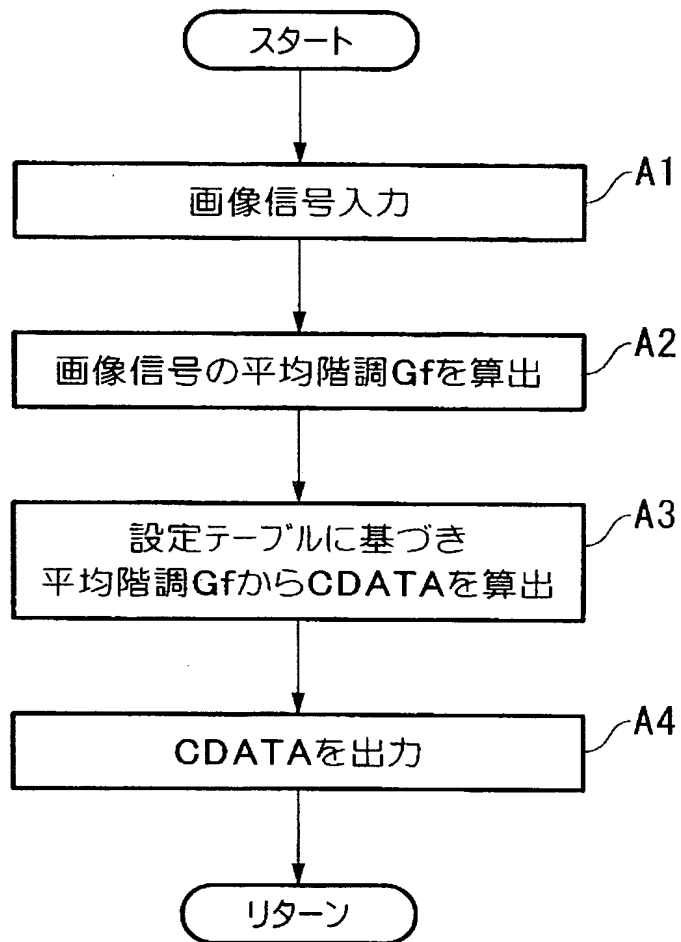 スタート
画像信号入力
A1
画像信号の平均階調Gfを算出
A2
設定テーブルに基づき
平均階調GfからCDATAを算出
A3
CDATAを出力
A4
リターン